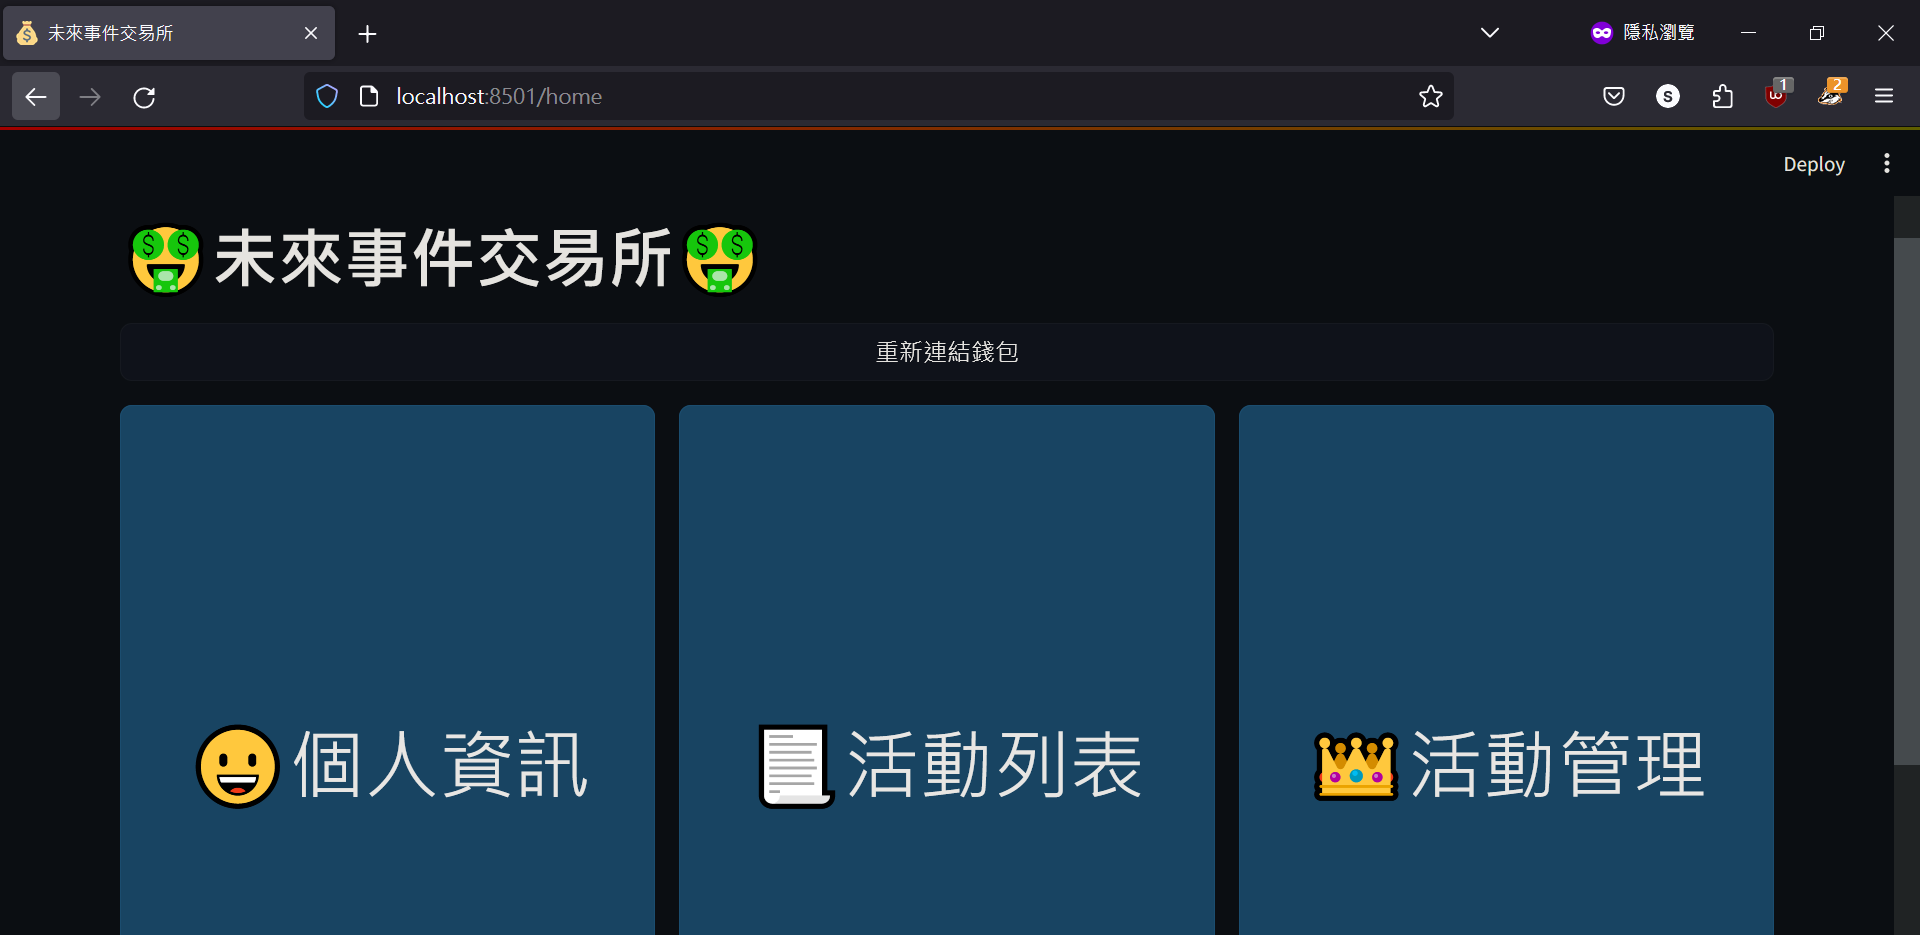 未來事件交易所
隱私瀏覽
localhost:8501/home
S
1
2
Deploy
未來事件交易所
重新連結錢包
個人資訊
活動列表
活動管理